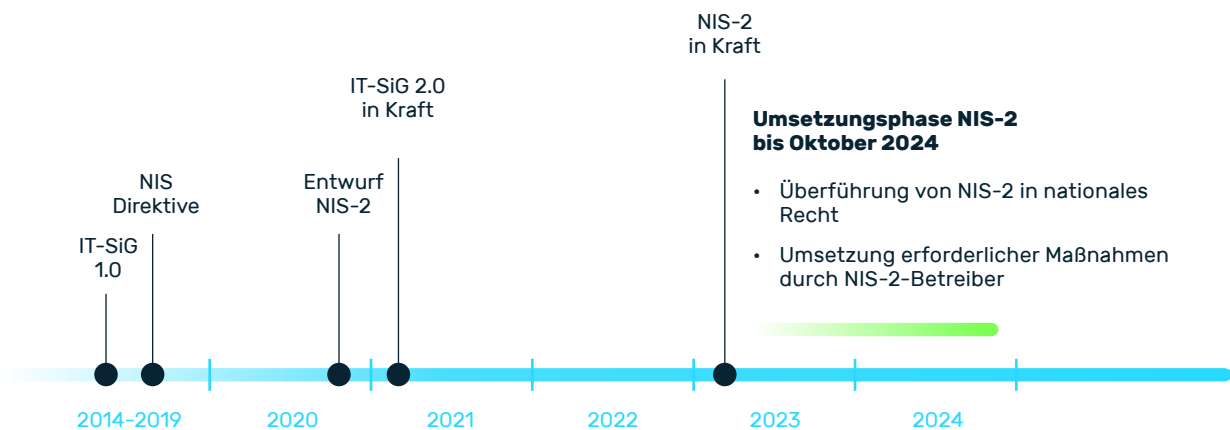 NIS-2
in Kraft
IT-SiG 2.0
in Kraft
Umsetzungsphase NIS-2
bis Oktober 2024
NIS
Direktive
Entwurf
NIS-2
• Überführung von NIS-2 in nationales
Recht
IT-SiG
1.0
• Umsetzung erforderlicher Maßnahmen
durch NIS-2-Betreiber
2014-2019
2020
2021
2022
2023
2024